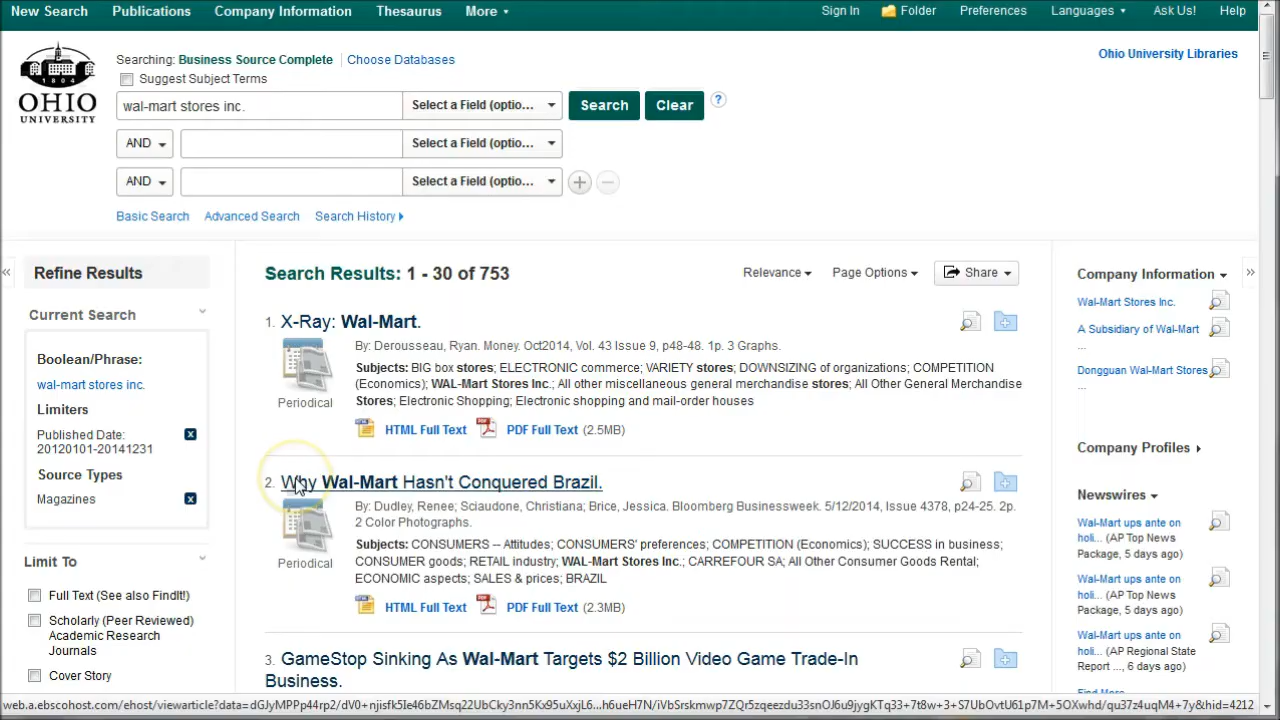 New Search Publications Company Information Thesaurus More Sign In Folder Preferences Languages Ask Us! Help
1804
OHIO
UNIVERSITY
Searching: Business Source Complete Choose Databases
Ohio University Libraries
Suggest Subject Terms
wal-mart stores inc. Select a Field (optio... Search Clear ?
AND Select a Field (optio...
AND Select a Field (optio...
Basic Search Advanced Search Search History
Refine Results
Current Search
Boolean/Phrase:
wal-mart stores inc.
Limiters
Published Date:
20120101-20141231
Source Types
Magazines
Limit To
Full Text (See also FindIt!)
Scholarly (Peer Reviewed)
Academic Research
Journals
Cover Story
Search Results: 1 - 30 of 753
Relevance Page Options Share
1. X-Ray: Wal-Mart.
Periodical
By: Derousseau, Ryan. Money. Oct2014, Vol. 43 Issue 9, p48-48. 1p. 3 Graphs.
Subjects: BIG box stores; ELECTRONIC commerce; VARIETY stores; DOWNSIZING of organizations; COMPETITION
(Economics); WAL-Mart Stores Inc.; All other miscellaneous general merchandise stores; All Other General Merchandise
Stores; Electronic Shopping; Electronic shopping and mail-order houses
HTML Full Text PDF Full Text (2.5MB)
2. Why Wal-Mart Hasn't Conquered Brazil.
Periodical
By: Dudley, Renee; Sciaudone, Christiana; Brice, Jessica. Bloomberg Businessweek. 5/12/2014, Issue 4378, p24-25. 2p.
2 Color Photographs.
Subjects: CONSUMERS -- Attitudes; CONSUMERS' preferences; COMPETITION (Economics); SUCCESS in business;
CONSUMER goods; RETAIL industry; WAL-Mart Stores Inc.; CARREFOUR SA; All Other Consumer Goods Rental;
ECONOMIC aspects; SALES & prices; BRAZIL
HTML Full Text PDF Full Text (2.3MB)
3. GameStop Sinking As Wal-Mart Targets $2 Billion Video Game Trade-In
Business.
Company Information
Wal-Mart Stores Inc.
A Subsidiary of Wal-Mart
...
Dongguan Wal-Mart Stores
...
Company Profiles
Newswires
Wal-Mart ups ante on
holi... (AP Top News
Package, 5 days ago)
Wal-Mart ups ante on
holi... (AP Top News
Package, 5 days ago)
Wal-Mart ups ante on
holi... (AP Regional State
Report ..., 6 days ago)
Find More